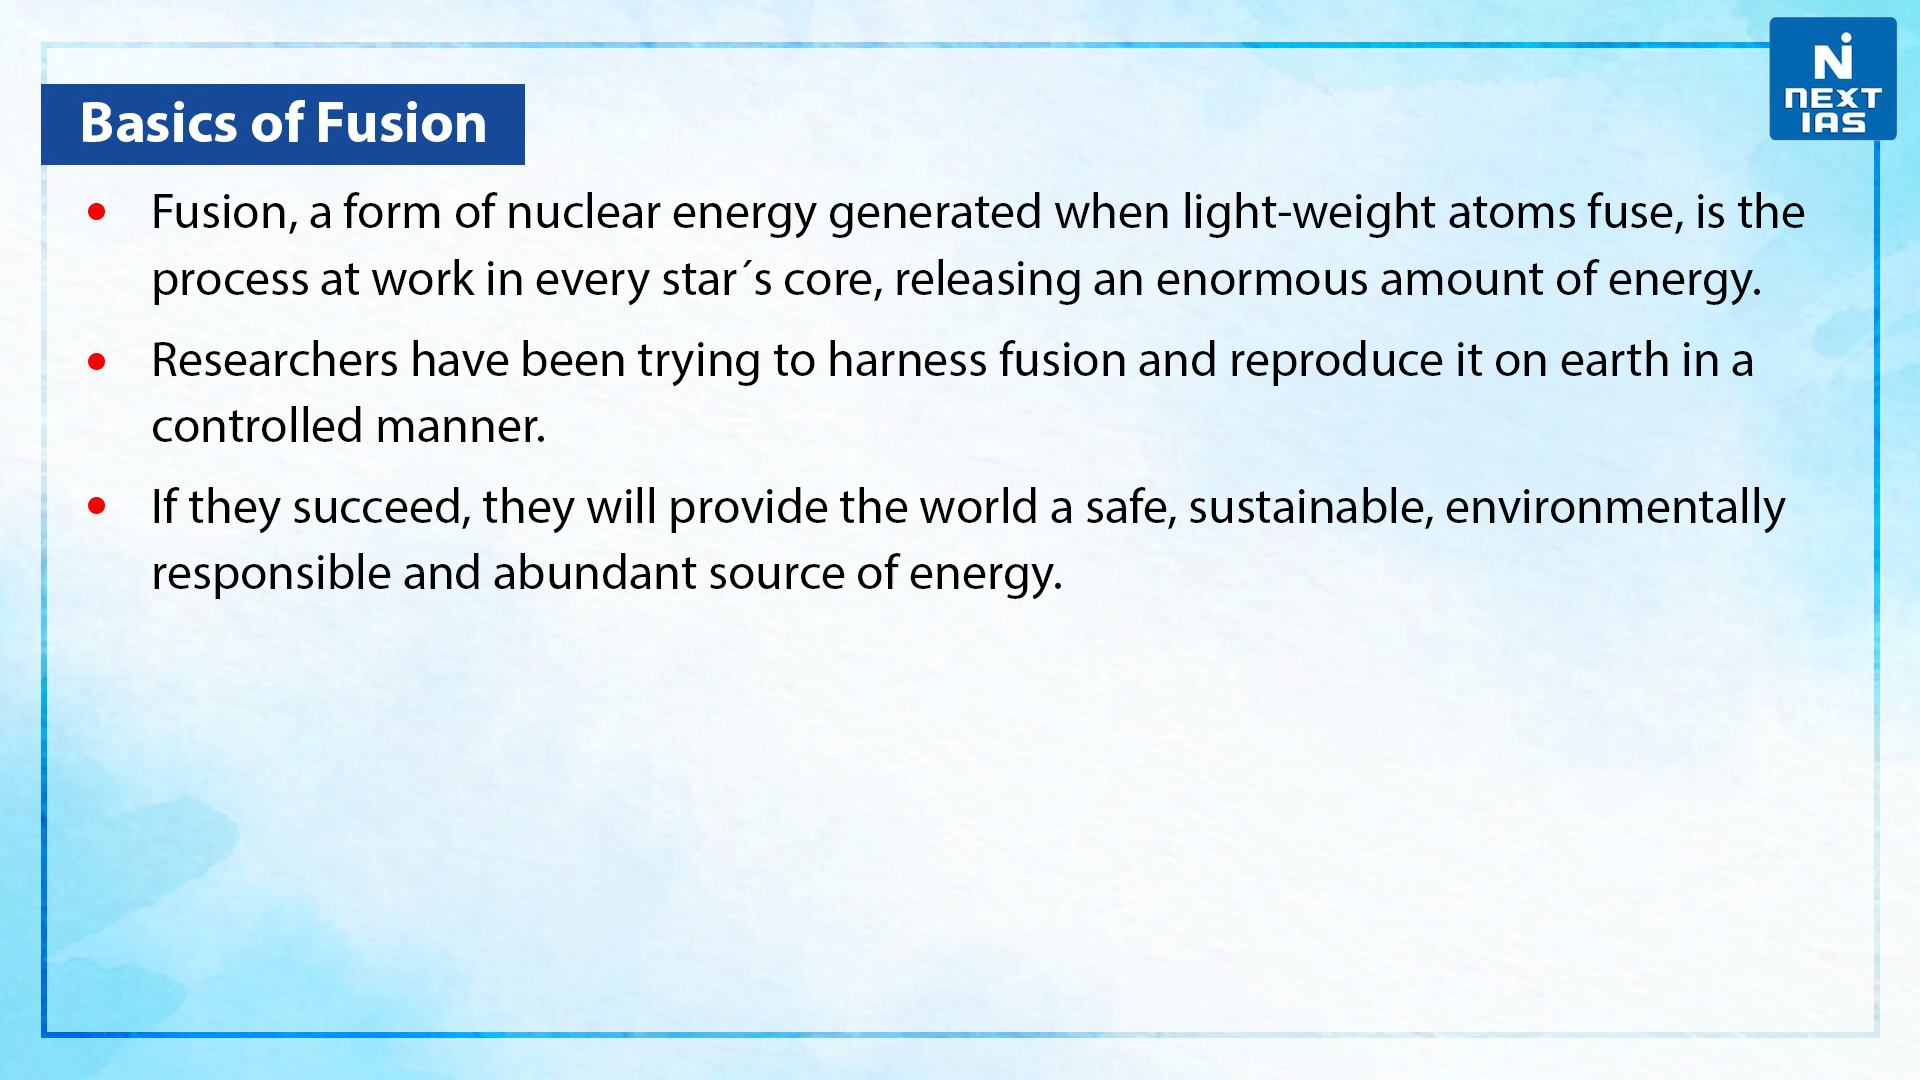 NEXT
IAS
Basics of Fusion
• Fusion, a form of nuclear energy generated when light-weight atoms fuse, is the
process at work in every star´s core, releasing an enormous amount of energy.
• Researchers have been trying to harness fusion and reproduce it on earth in a
controlled manner.
• If they succeed, they will provide the world a safe, sustainable, environmentally
responsible and abundant source of energy.